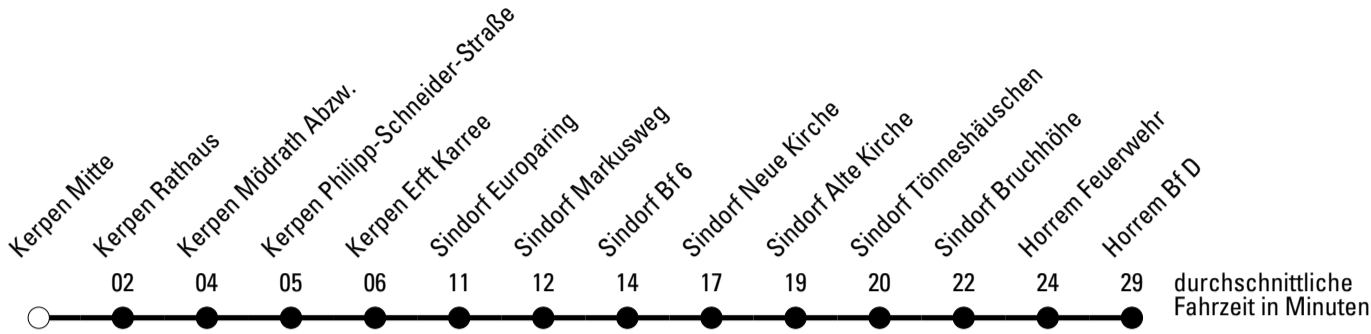 Kerpen Mitte
Kerpen Rathaus
Kerpen Mödrath Abzw.
Kerpen Philipp-Schneider-Straße
Kerpen Erft Karree
Sindorf Europaring
Sindorf Markusweg
Sindorf Bf 6
Sindorf Neue Kirche
Sindorf Alte Kirche
Sindorf Tönneshäuschen
Sindorf Bruchhöhe
Horrem Feuerwehr
Horrem Bf D
02 04 05 06 11 12 14 17 19 20 22 24 29 durchschnittliche
Fahrzeit in Minuten